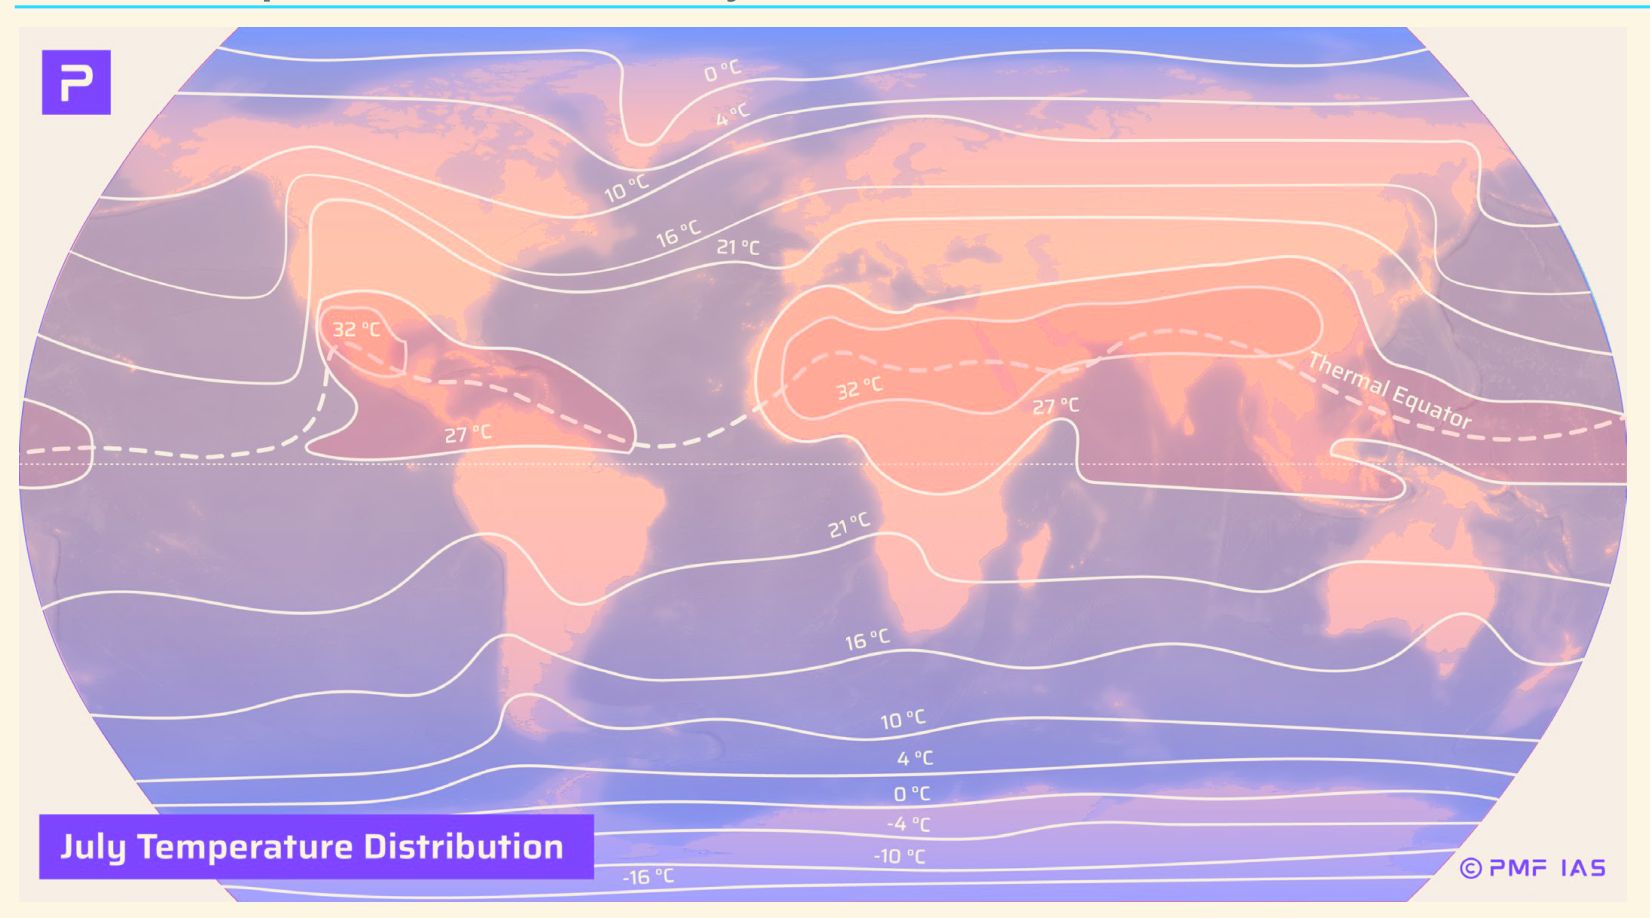 P
0 °C
4 °C
10 °C
16 °C
21 °C
32 °C
Thermal Equator
32 °C
27 °C
27 °C
21 °C
16 °C
10 °C
4 °C
0 °C
-4 °C
July Temperature Distribution
-10 °C
© PMF IAS
-16 °C